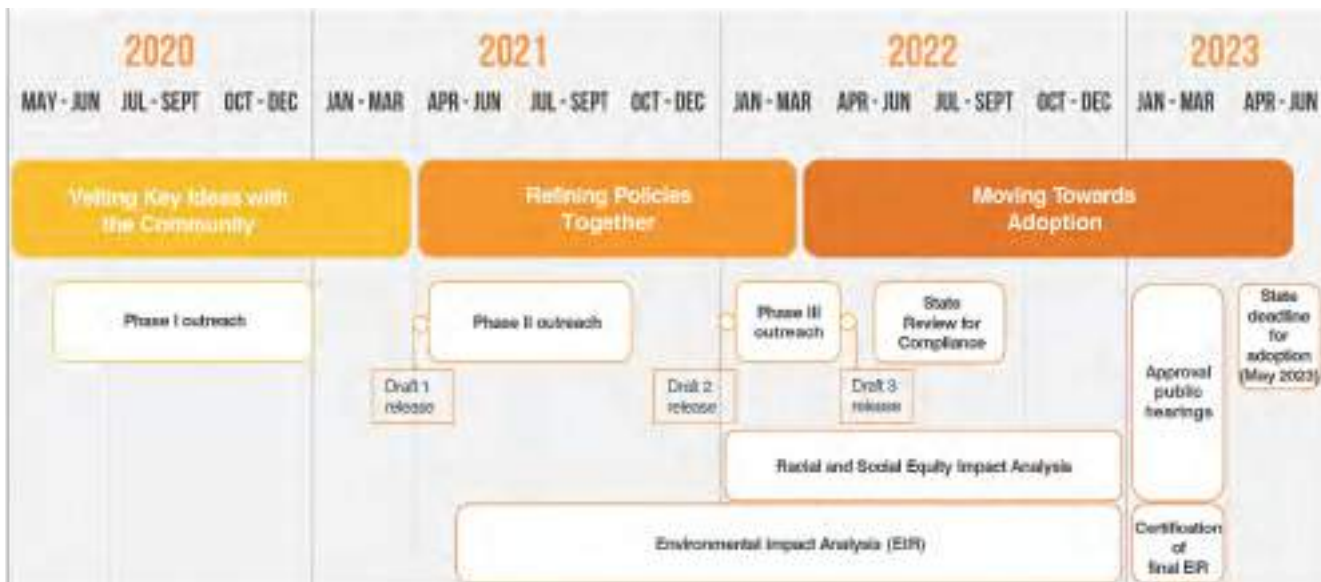 2020
2021
2022
2023
MAY - JUN
JUL - SEPT
OCT - DEC
JAN - MAR
APR - JUN
JUL - SEPT
OCT - DEC
JAN - MAR
APR - JUN
JUL - SEPT
OCT - DEC
JAN - MAR
APR - JUN
Vetting Key Ideas with
the Community
Refining Policies
Together
Moving Towards
Adoption
Phase I outreach
Phase II outreach
Phase III
outreach
State
Review for
Compliance
State
deadline
for
adoption
(May 2023)
Draft 1
release
Draft 2
release
Draft 3
release
Approval
public
hearings
Racial and Social Equity Impact Analysis
Environmental Impact Analysis (EIR)
Certification
of
final EIR